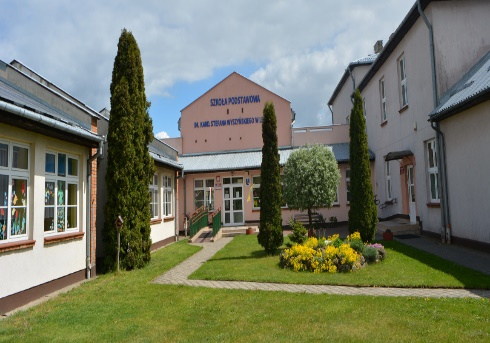 SZKOŁA PODSTAWOWA
IM. KARD. STEFANA WYSZYŃSKIEGO W